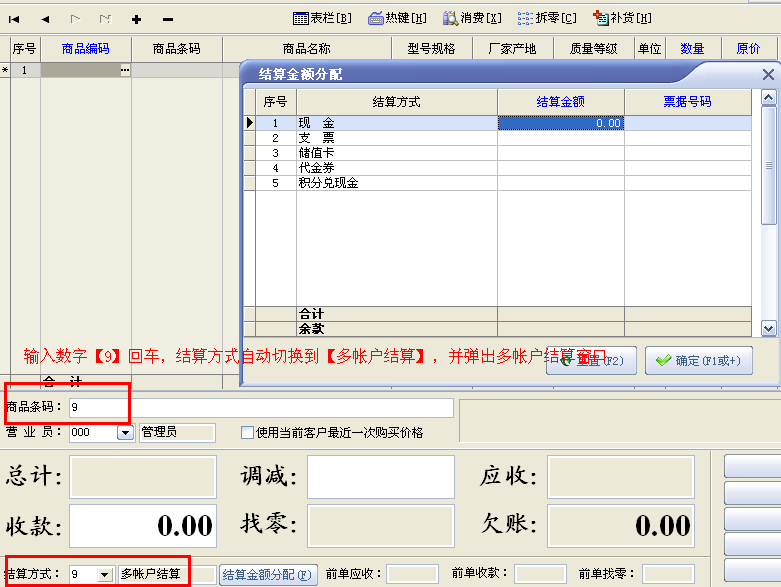 表栏[B] 热键[H] 消费[X] 拆零[C] 补货[M]
序号 商品编码 商品条码 商品名称 型号规格 厂家产地 质量等级 单位 数量 原价
* 1 ...
结算金额分配
序号 结算方式 结算金额 票据号码
1 现 金 0.00
2 支 票
3 储值卡
4 代金券
5 积分兑现金
合计
余款
输入数字【9】回车，结算方式自动切换到【多帐户结算】，并弹出多帐户结算窗口
重置(F2) 确定(F1或+)
合 计
商品条码： 9
营 业 员： 000 管理员 使用当前客户最近一次购买价格
总计: 调减: 应收:
收款: 0.00 找零: 欠账: 0.00
结算方式： 9 多帐户结算 结算金额分配(F) 前单应收： 前单收款： 前单找零：